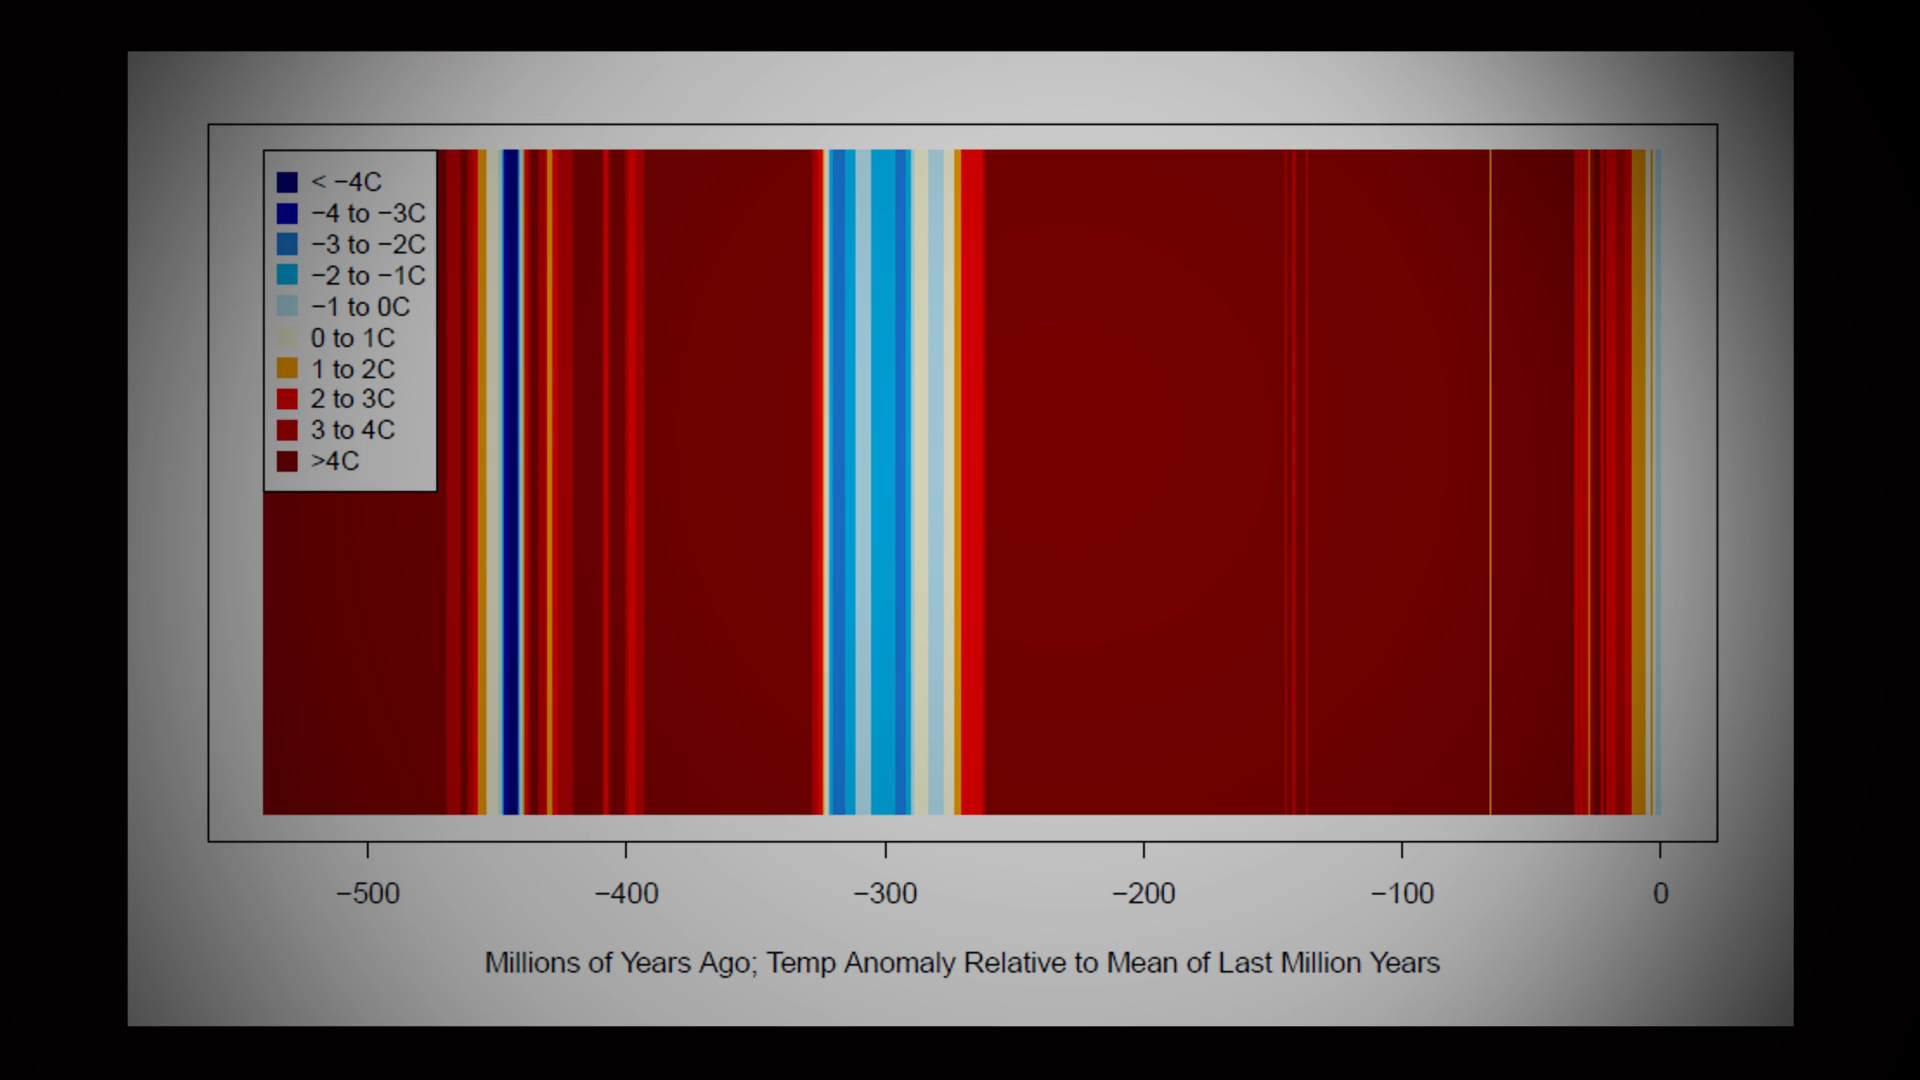 < −4C
−4 to −3C
−3 to −2C
−2 to −1C
−1 to 0C
0 to 1C
1 to 2C
2 to 3C
3 to 4C
>4C
−500 −400 −300 −200 −100 0
Millions of Years Ago; Temp Anomaly Relative to Mean of Last Million Years